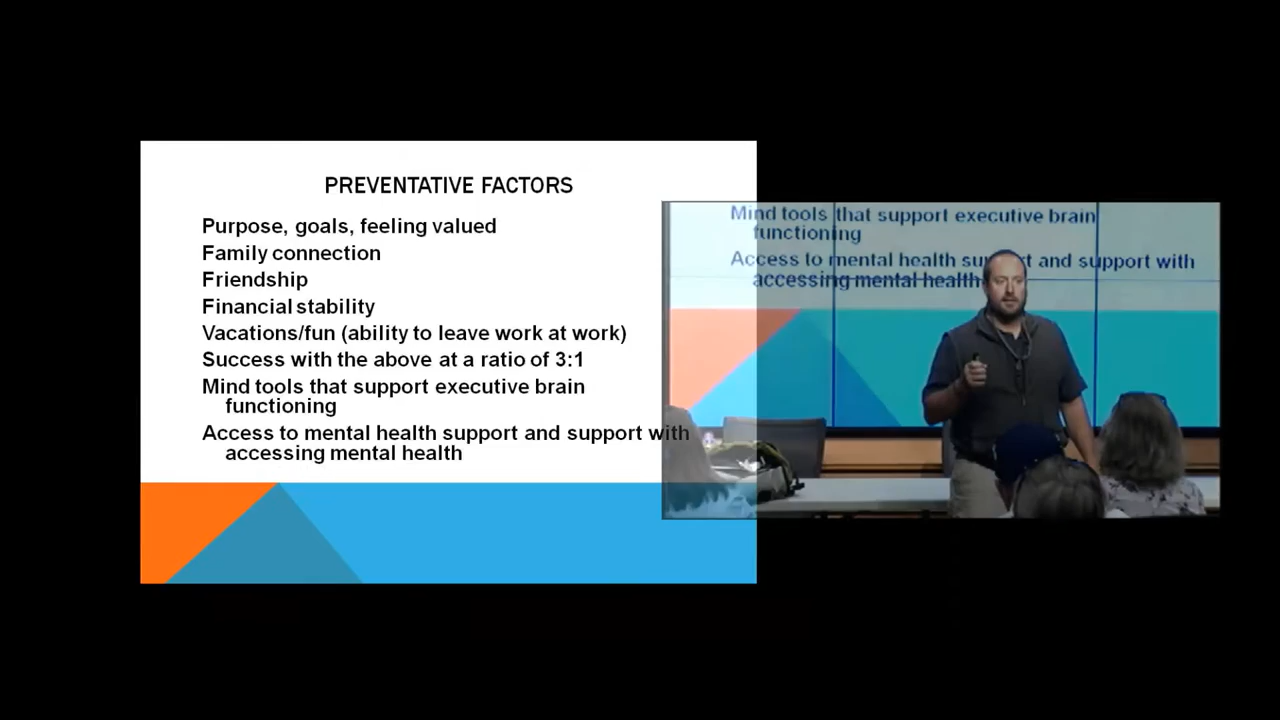 PREVENTATIVE FACTORS
Purpose, goals, feeling valued
Family connection
Friendship
Financial stability
Vacations/fun (ability to leave work at work)
Success with the above at a ratio of 3:1
Mind tools that support executive brain
functioning
Access to mental health support and support with
accessing mental health
Mind tools that support executive brain
functioning
Access to mental health and support with
accessing mental health